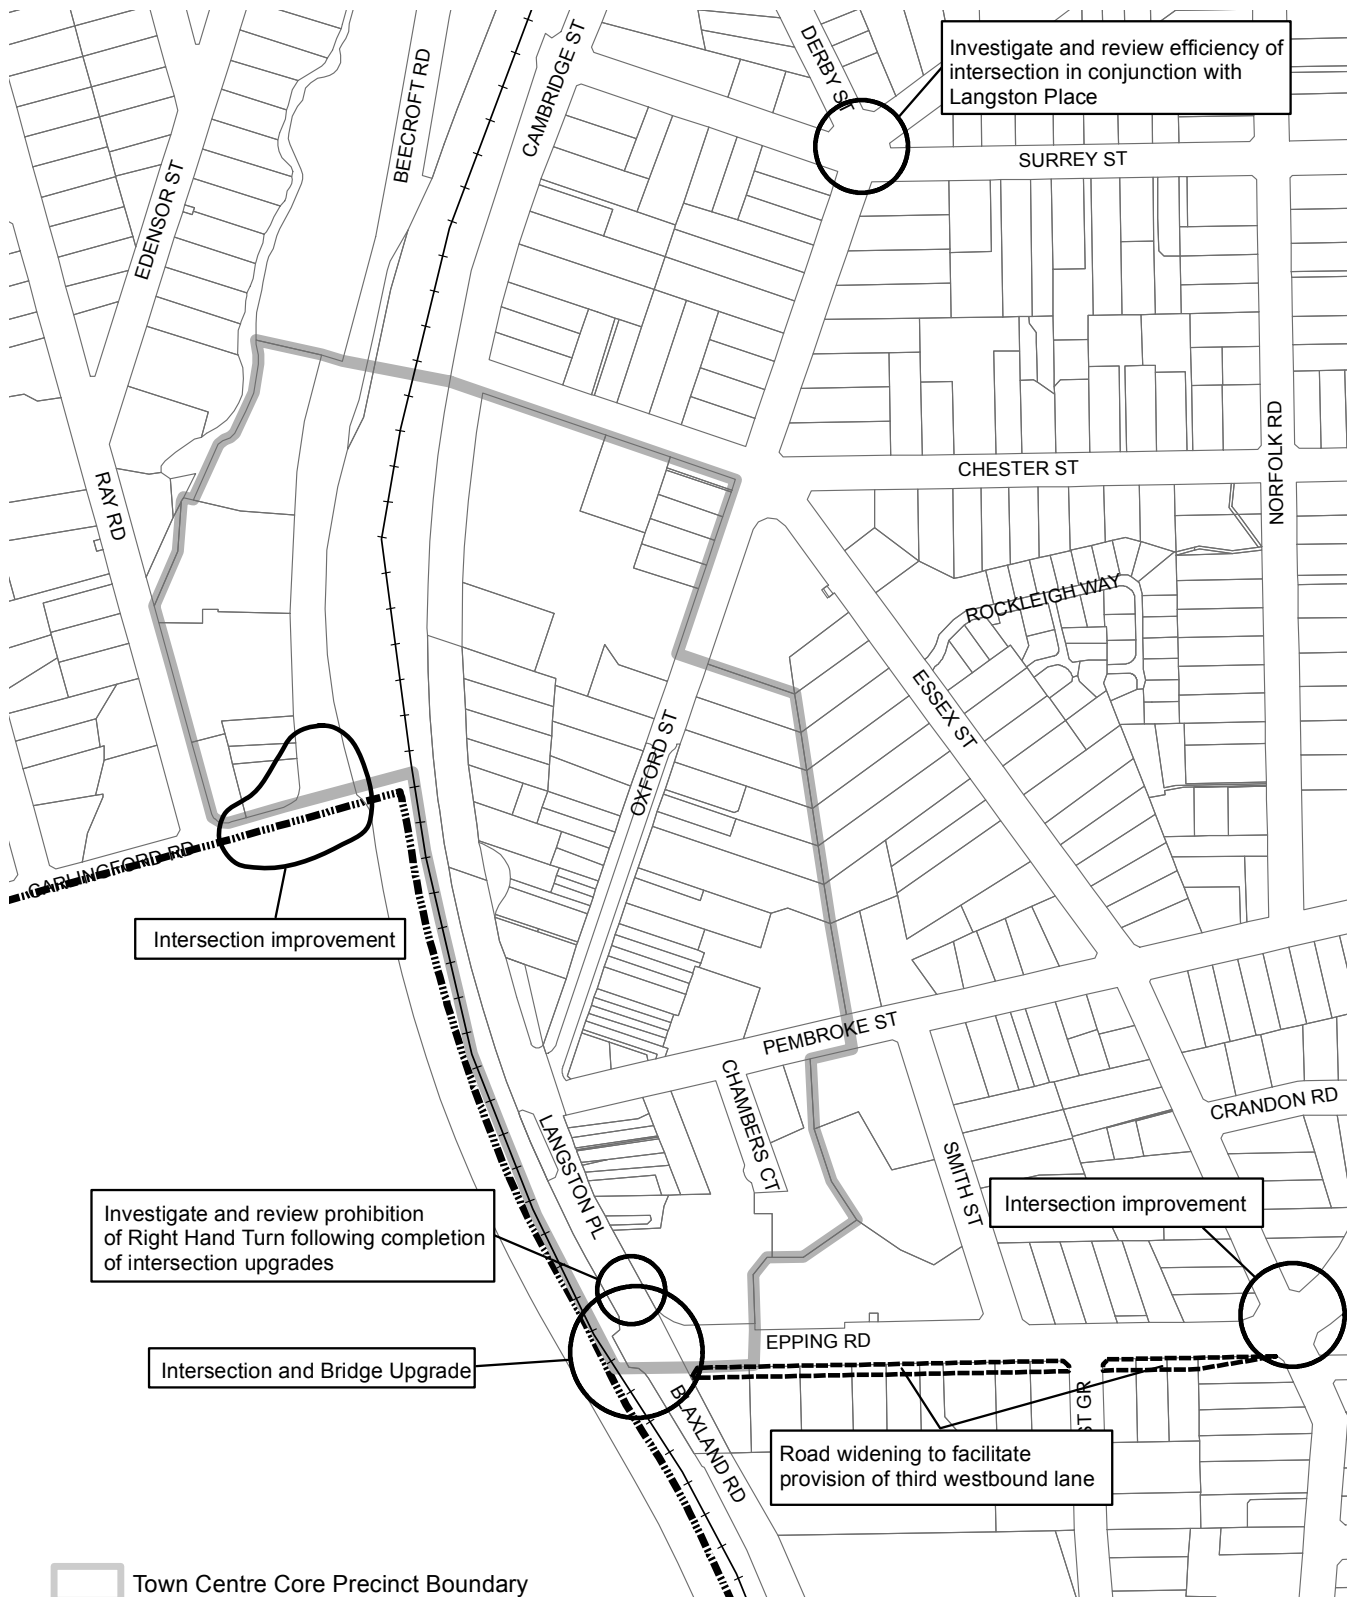 DERBY ST
Investigate and review efficiency of
intersection in conjunction with
Langston Place
CAMBRIDGE ST
BEECROFT RD
SURREY ST
EDENSOR ST
CHESTER ST
NORFOLK RD
RAY RD
ROCKLEIGH WAY
ESSEX ST
OXFORD ST
CARLINGFORD RD
Intersection improvement
PEMBROKE ST
CHAMBERS CT
CRANDON RD
LANGSTON PL
SMITH ST
Investigate and review prohibition
of Right Hand Turn following completion
of intersection upgrades
Intersection improvement
EPPING RD
Intersection and Bridge Upgrade
BLAXLAND RD
ST GR
Road widening to facilitate
provision of third westbound lane
Town Centre Core Precinct Boundary